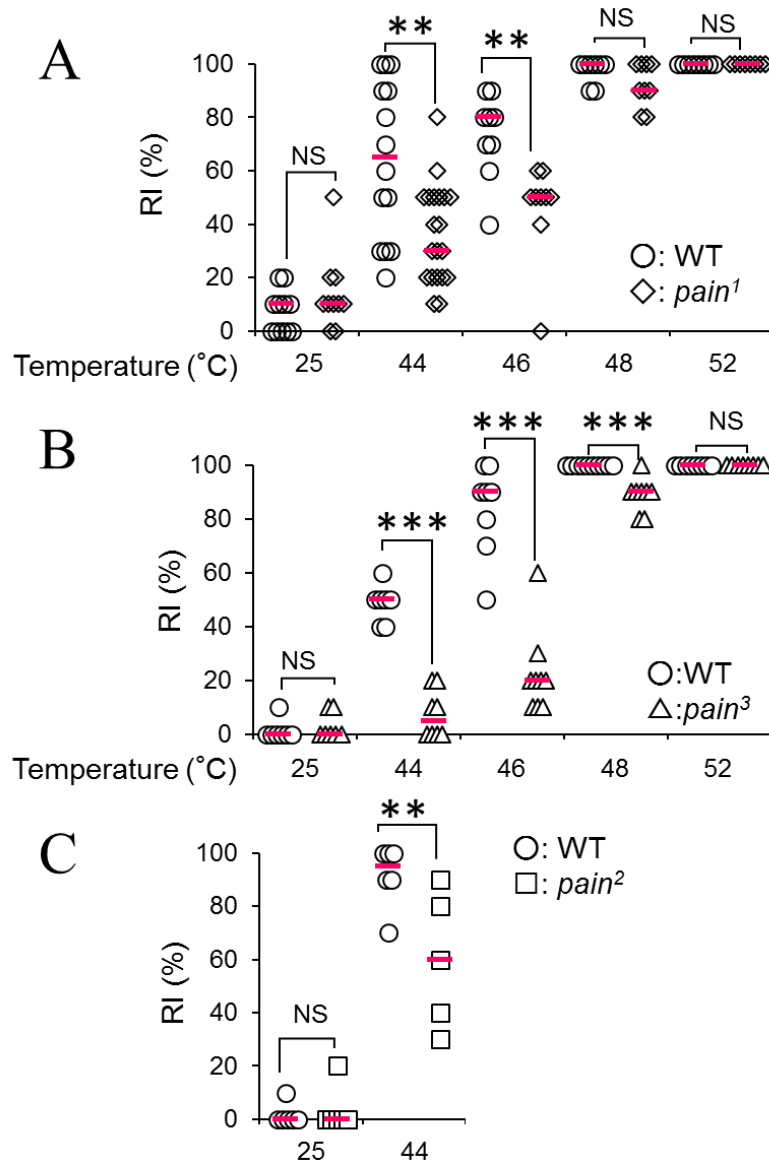 A
NS
**
**
NS
NS
RI (%)
100
80
60
40
20
0
○: WT
◇: pain¹
Temperature (˚C)
25
44
46
48
52
B
NS
***
***
***
NS
RI (%)
100
80
60
40
20
0
○:WT
△:pain³
Temperature (˚C)
25
44
46
48
52
C
NS
**
RI (%)
100
80
60
40
20
0
○: WT
□: pain²
25
44